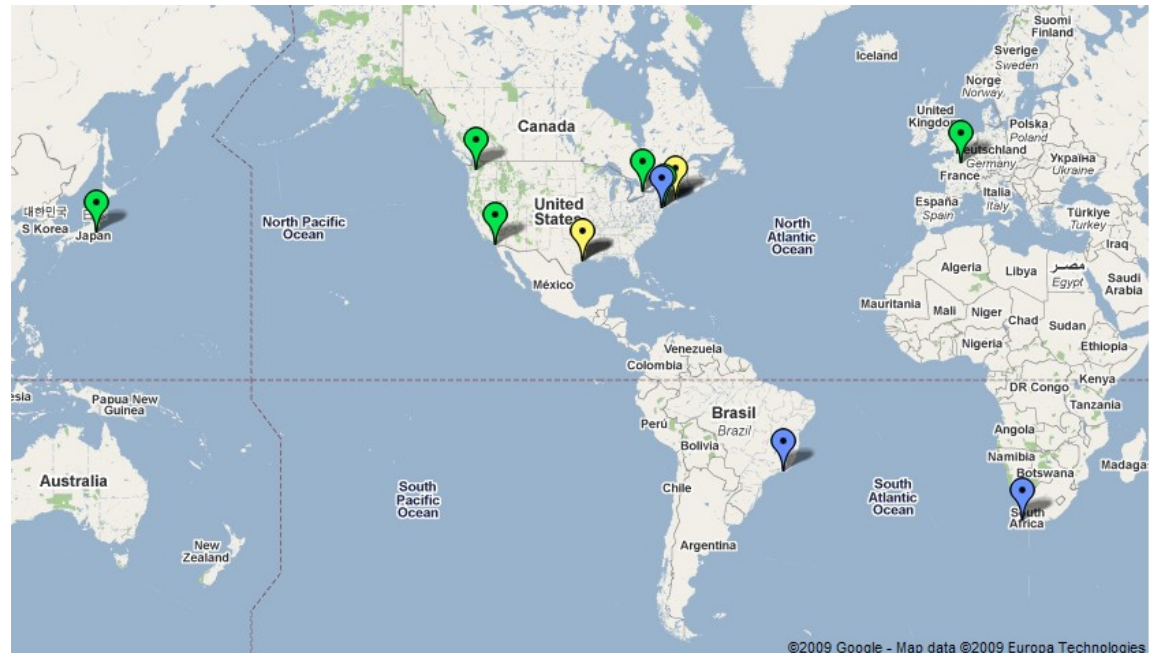 Suomi
Finland
Iceland
Sverige
Sweden
Norge
Norway
Canada
United
Kingdom
Polska
Poland
Deutschland
Germany
Україна
Ukraine
France
United
States
Italia
Italy
España
Spain
Türkiye
Turkey
대한민국
S Korea
Japan
North Pacific
Ocean
North
Atlantic
Ocean
Iraq
Algeria
Libya
مصر
Egypt
Saudi
Arabia
México
Mauritania
Mali
Niger
Chad
Sudan
Nigeria
Ethiopia
Venezuela
Colombia
esia
Papua New
Guinea
DR Congo
Kenya
Tanzania
Brasil
Brazil
Perú
Bolivia
Angola
Namibia
Botswana
Madaga
Australia
South
Pacific
Ocean
Chile
South
Atlantic
Ocean
South
Africa
New
Zealand
Argentina
©2009 Google - Map data ©2009 Europa Technologies